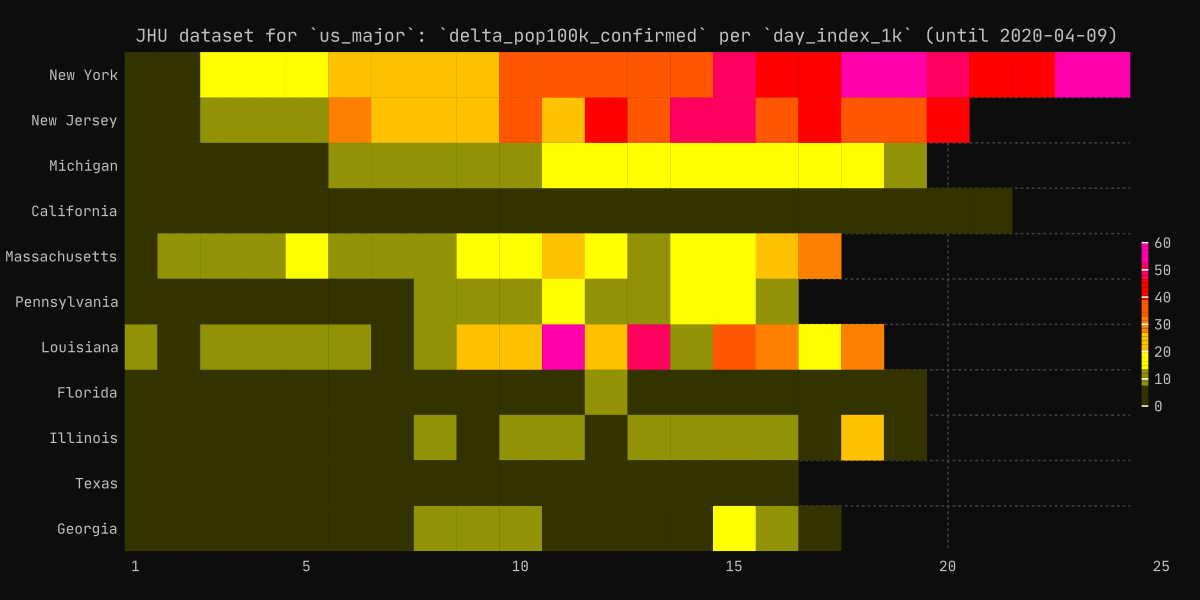 JHU dataset for `us_major`: `delta_pop100k_confirmed` per `day_index_1k` (until 2020-04-09)
New York
New Jersey
Michigan
California
Massachusetts
Pennsylvania
Louisiana
Florida
Illinois
Texas
Georgia
60
50
40
30
20
10
0
1 5 10 15 20 25